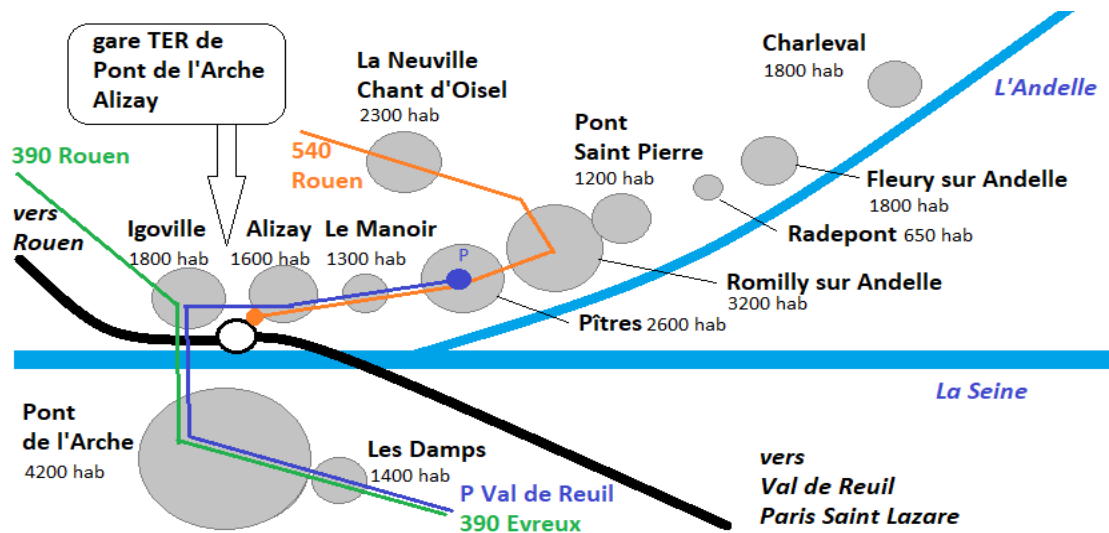 gare TER de
Pont de l'Arche
Alizay
La Neuville
Chant d'Oisel
2300 hab
Charleval
1800 hab
L'Andelle
390 Rouen
540
Rouen
Pont
Saint Pierre
1200 hab
Fleury sur Andelle
1800 hab
vers
Rouen
Igoville
1800 hab
Alizay
1600 hab
Le Manoir
1300 hab
P
Radepont 650 hab
Romilly sur Andelle
3200 hab
Pîtres 2600 hab
La Seine
Pont
de l'Arche
4200 hab
Les Damps
1400 hab
P Val de Reuil
390 Evreux
vers
Val de Reuil
Paris Saint Lazare